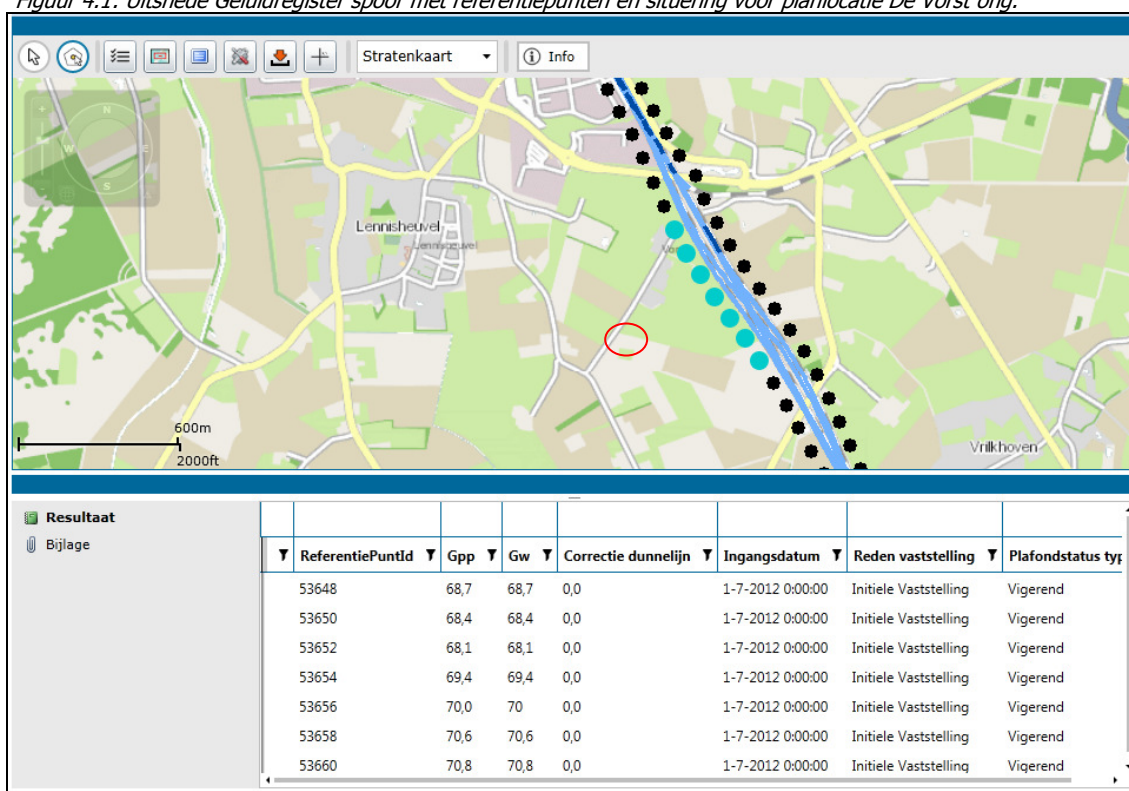 Figuur 4.1: Uitsnede Geluidregister spoor met referentiepunten en situering voor planlocatie De Vorst ong.
Stratenkaart Info
N
W E
S
Lennisheuvel
Lennisheuvel
Vrilkhoven
600m
2000ft
Resultaat
Bijlage
ReferentiePuntId Gpp Gw Correctie dunnelijn Ingangsdatum Reden vaststelling Plafondstatus typ
53648 68,7 68,7 0,0 1-7-2012 0:00:00 Initiele Vaststelling Vigerend
53650 68,4 68,4 0,0 1-7-2012 0:00:00 Initiele Vaststelling Vigerend
53652 68,1 68,1 0,0 1-7-2012 0:00:00 Initiele Vaststelling Vigerend
53654 69,4 69,4 0,0 1-7-2012 0:00:00 Initiele Vaststelling Vigerend
53656 70,0 70 0,0 1-7-2012 0:00:00 Initiele Vaststelling Vigerend
53658 70,6 70,6 0,0 1-7-2012 0:00:00 Initiele Vaststelling Vigerend
53660 70,8 70,8 0,0 1-7-2012 0:00:00 Initiele Vaststelling Vigerend